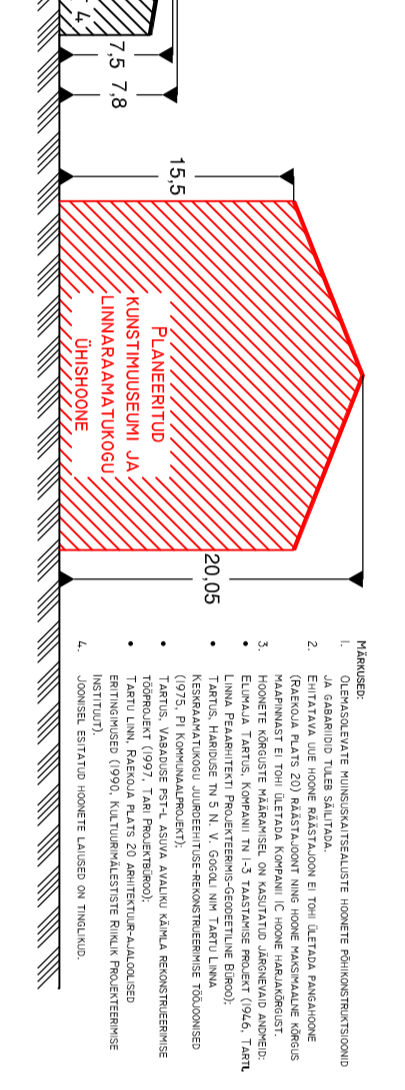 4
7,5
7,8
15,5
PLANEERITUD
KUNSTIMUUSEUMI JA
LINNARAAMATUKOGU
ÜHISHOONE
20,05
MÄRKUSED:
1. OLEMASOLEVATE MUINSUSKAITSEALUSTE HOONETE PÕHIKONSTRUKTSIOONID
JA GABARIIDID TULEB SÄILITADA.
2. EHITATAVA UUE HOONE RÄÄSTAJOON EI TOHI ÜLETADA PANGAHOONE
(RAEKOJA PLATS 20) RÄÄSTAJOONT NING HOONE MAKSIMAALNE KÕRGUS
MAAPINNAST EI TOHI ÜLETADA KOMPANII 1C HOONE HARJAKÕRGUST.
3. HOONETE KÕRGUSTE MÄÄRAMISEL ON KASUTATUD JÄRGNEVAID ANDMEID:
• ELUMAJA TARTUS, KOMPANII TN 1-3 TAASTAMISE PROJEKT (1946, TARTU
LINNA PEAARHITEKTI PROJEKTEERIMIS-GEODEETILINE BÜROO);
• TARTUS, HARIDUSE TN 5 N. V. GOGOLI NIM TARTU LINNA
KESKRAAMATUKOGU JUURDEEHITUSE-REKONSTRUEERIMISE TÖÖJOONISED
(1975, PI KOMMUNAALPROJEKT);
• TARTUS, VABADUSE PST-L ASUVA AVALIKU KÄIMLA REKONSTRUEERIMISE
TÖÖPROJEKT (1997, TARI PROJEKTBÜROO);
• TARTU LINN, RAEKOJA PLATS 20 ARHITEKTUUR-AJALOOLISED
ERITINGIMUSED (1990, KULTUURIMÄLESTISTE RIIKLIK PROJEKTEERIMISE
INSTITUUT).
4. JOONISEL ESITATUD HOONETE LAIUSED ON TINGLIKUD.